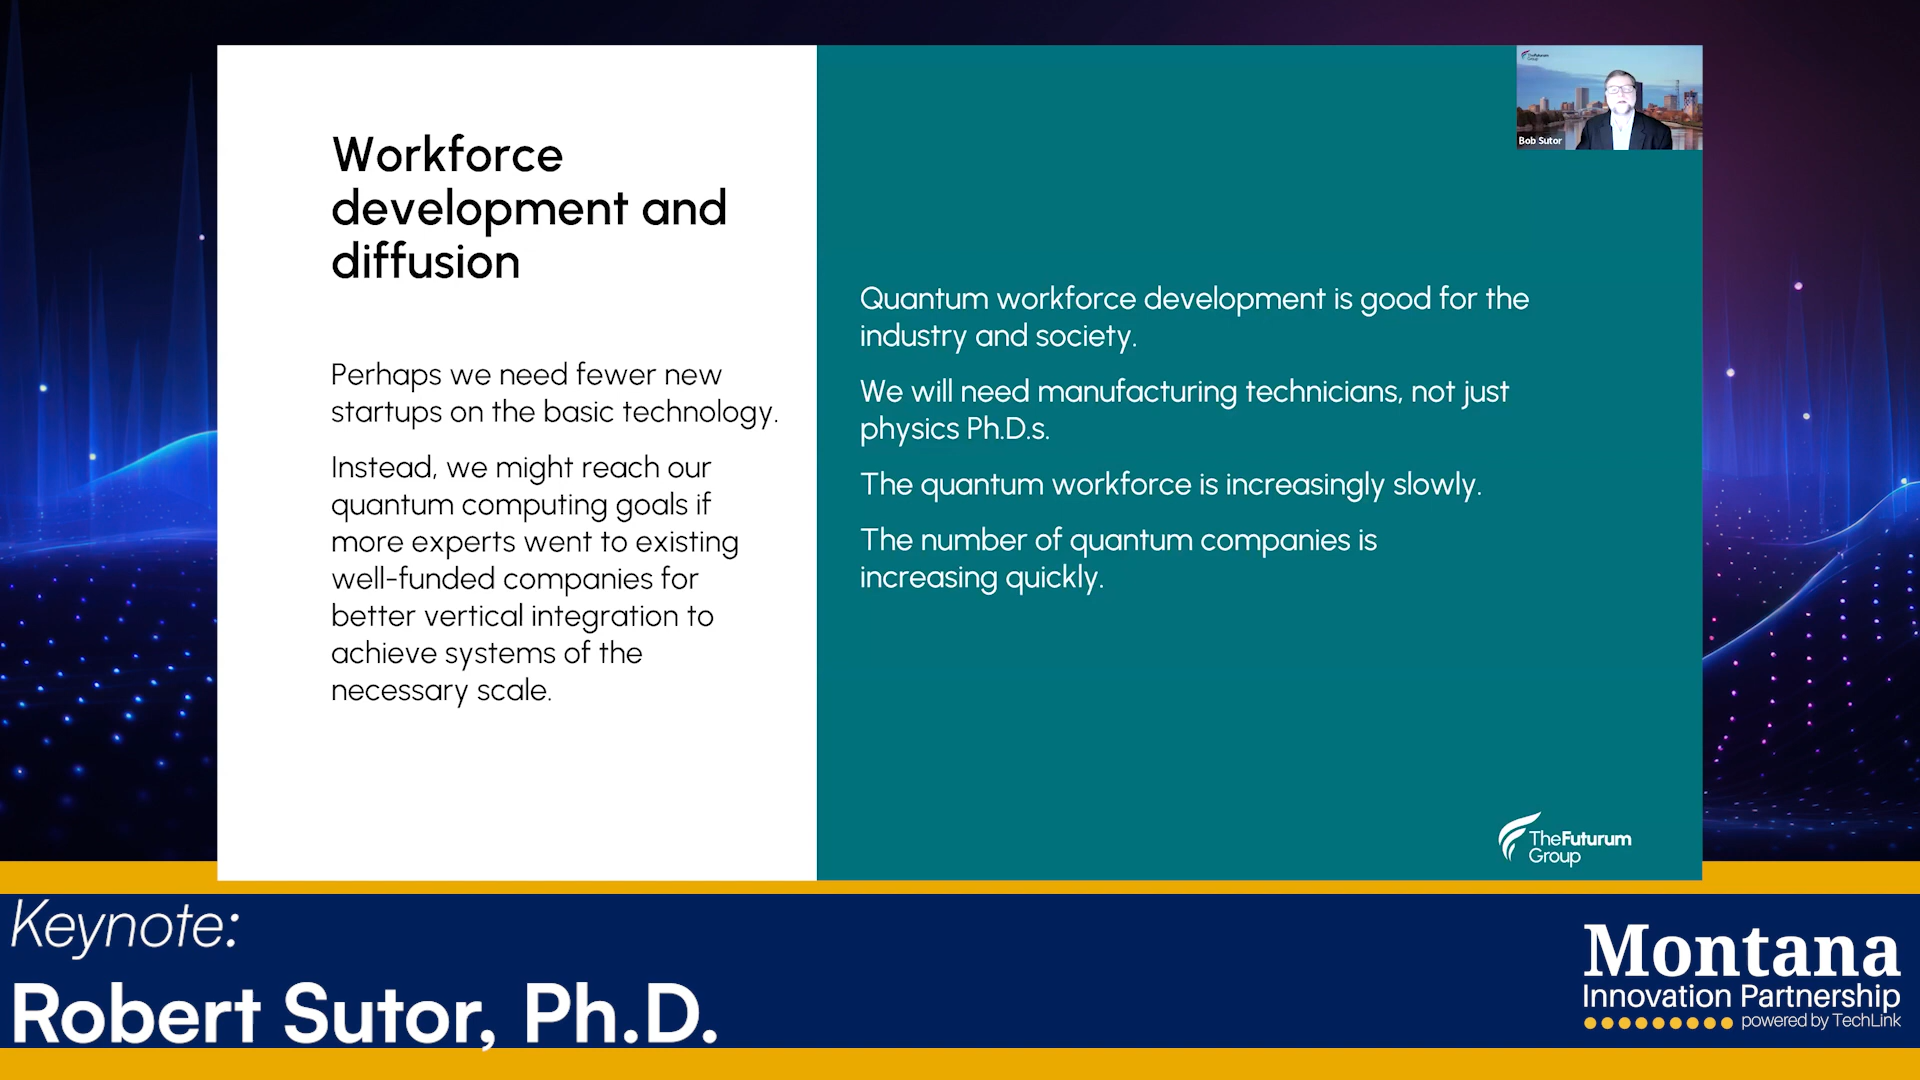 Workforce
development and
diffusion
Perhaps we need fewer new
startups on the basic technology.
Instead, we might reach our
quantum computing goals if
more experts went to existing
well-funded companies for
better vertical integration to
achieve systems of the
necessary scale.
Quantum workforce development is good for the
industry and society.
We will need manufacturing technicians, not just
physics Ph.D.s.
The quantum workforce is increasingly slowly.
The number of quantum companies is
increasing quickly.
TheFuturum
Group
Bob Sutor
TheFuturum
Group
Keynote:
Robert Sutor, Ph.D.
Montana
Innovation Partnership
powered by TechLink